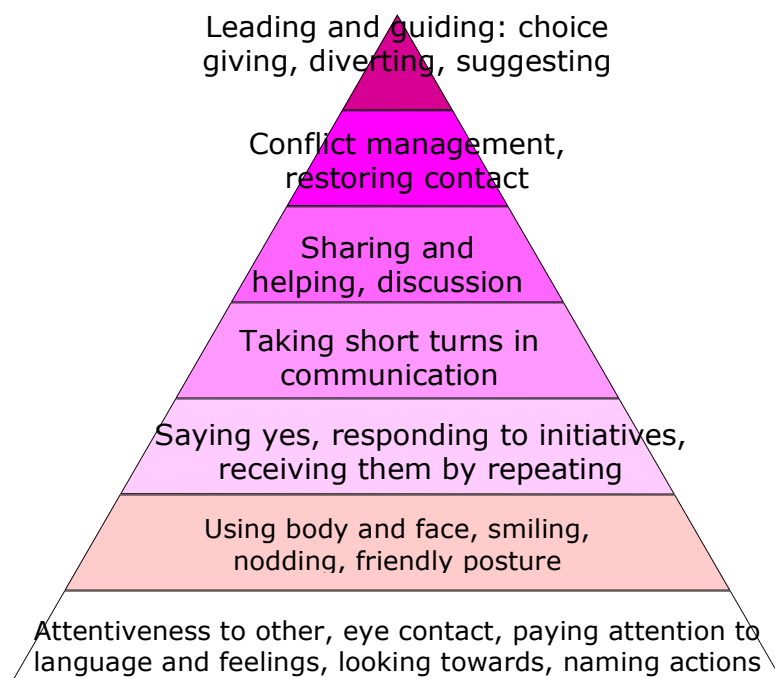 Leading and guiding: choice
giving, diverting, suggesting
Conflict management,
restoring contact
Sharing and
helping, discussion
Taking short turns in
communication
Saying yes, responding to initiatives,
receiving them by repeating
Using body and face, smiling,
nodding, friendly posture
Attentiveness to other, eye contact, paying attention to
language and feelings, looking towards, naming actions